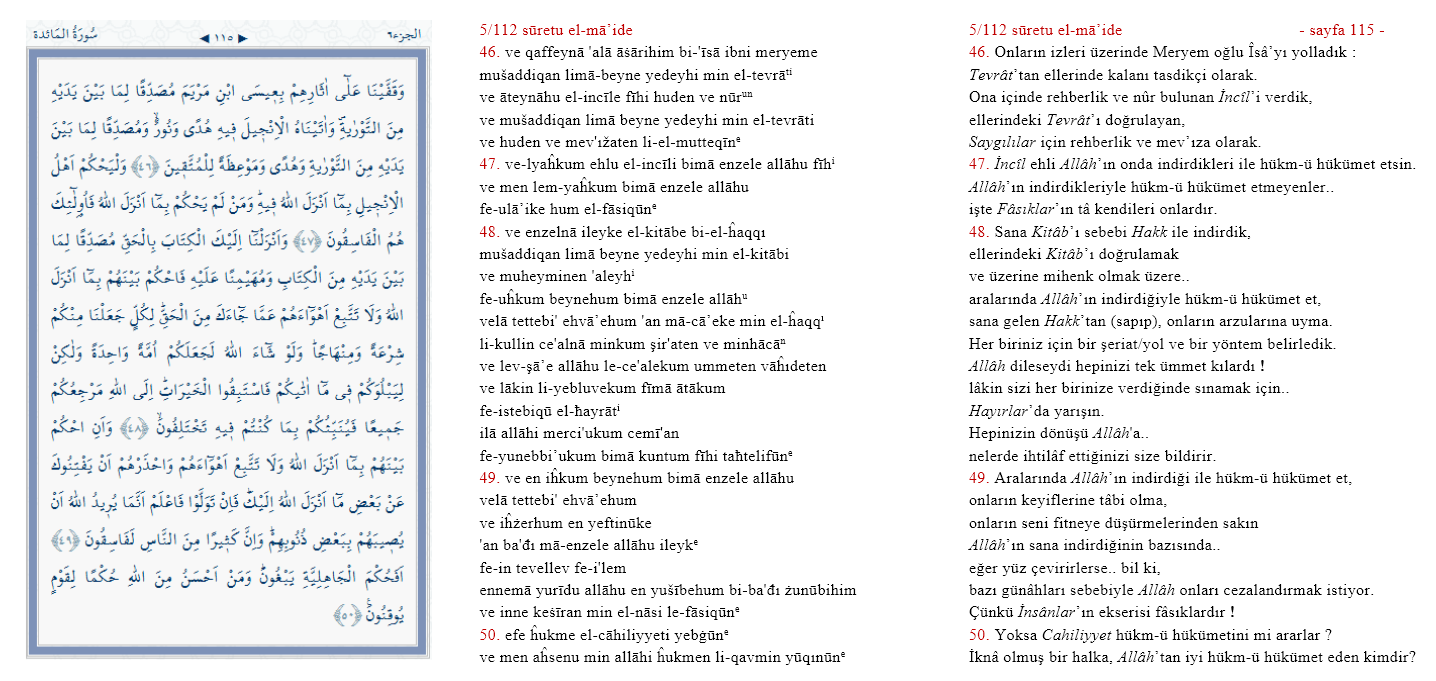 سُورَةُ المَائدة
◀ ١١٥ ▶
الجزء٦
وَقَفَّيْنَا عَلٰٓى اٰثَارِهِمْ بِعٖيسَى ابْنِ مَرْيَمَ مُصَدِّقًا لِمَا بَيْنَ يَدَيْهِ
مِنَ التَّوْرٰيةِۖ وَاٰتَيْنَاهُ الْاِنْجٖيلَ فٖيهِ هُدًى وَنُورٌۙ وَمُصَدِّقًا لِمَا بَيْنَ
يَدَيْهِ مِنَ التَّوْرٰيةِ وَهُدًى وَمَوْعِظَةً لِلْمُتَّقٖينَ ﴿٤٦﴾ وَلْيَحْكُمْ اَهْلُ
الْاِنْجٖيلِ بِمَٓا اَنْزَلَ اللّٰهُ فٖيهِۜ وَمَنْ لَمْ يَحْكُمْ بِمَٓا اَنْزَلَ اللّٰهُ فَاُو۬لٰٓئِكَ
هُمُ الْفَاسِقُونَ ﴿٤٧﴾ وَاَنْزَلْنَٓا اِلَيْكَ الْكِتَابَ بِالْحَقِّ مُصَدِّقًا لِمَا
بَيْنَ يَدَيْهِ مِنَ الْكِتَابِ وَمُهَيْمِنًا عَلَيْهِ فَاحْكُمْ بَيْنَهُمْ بِمَٓا اَنْزَلَ
اللّٰهُ وَلَا تَتَّبِعْ اَهْوَٓاءَهُمْ عَمَّا جَٓاءَكَ مِنَ الْحَقِّۜ لِكُلٍّ جَعَلْنَا مِنْكُمْ
شِرْعَةً وَمِنْهَاجًاۜ وَلَوْ شَٓاءَ اللّٰهُ لَجَعَلَكُمْ اُمَّةً وَاحِدَةً وَلٰكِنْ
لِيَبْلُوَكُمْ فٖى مَٓا اٰتٰيكُمْ فَاسْتَبِقُوا الْخَيْرَاتِۜ اِلَى اللّٰهِ مَرْجِعُكُمْ
جَمٖيعًا فَيُنَبِّئُكُمْ بِمَا كُنْتُمْ فٖيهِ تَخْتَلِفُونَۙ ﴿٤٨﴾ وَاَنِ احْكُمْ
بَيْنَهُمْ بِمَٓا اَنْزَلَ اللّٰهُ وَلَا تَتَّبِعْ اَهْوَٓاءَهُمْ وَاحْذَرْهُمْ اَنْ يَفْتِنُوكَ
عَنْ بَعْضِ مَٓا اَنْزَلَ اللّٰهُ اِلَيْكَۜ فَاِنْ تَوَلَّوْا فَاعْلَمْ اَنَّمَا يُرٖيدُ اللّٰهُ اَنْ
يُصٖيبَهُمْ بِبَعْضِ ذُنُوبِهِمْۜ وَاِنَّ كَثٖيرًا مِنَ النَّاسِ لَفَاسِقُونَ ﴿٤٩﴾
اَفَحُكْمَ الْجَاهِلِيَّةِ يَبْغُونَۜ وَمَنْ اَحْسَنُ مِنَ اللّٰهِ حُكْمًا لِقَوْمٍ
يُوقِنُونَ ﴿٥٠﴾
5/112 sūretu el-mā’ide
46. ve qaffeynā 'alā āŝārihim bi-'īsā ibni meryeme
mušaddiqan limā-beyne yedeyhi min el-tevrāᵗⁱ
ve āteynāhu el-incīle fīhi huden ve nūrᵘⁿ
ve mušaddiqan limā beyne yedeyhi min el-tevrāti
ve huden ve mev'ıžaten li-el-mutteqīnᵉ
47. ve-lyaĥkum ehlu el-incīli bimā enzele allāhu fīhⁱ
ve men lem-yaĥkum bimā enzele allāhu
fe-ulā’ike hum el-fāsiqūnᵉ
48. ve enzelnā ileyke el-kitābe bi-el-ĥaqqı
mušaddiqan limā beyne yedeyhi min el-kitābi
ve muheyminen 'aleyhⁱ
fe-uĥkum beynehum bimā enzele allāhᵘ
velā tettebi' ehvā’ehum 'an mā-cā’eke min el-ĥaqqᶦ
li-kullin ce'alnā minkum şir'aten ve minhācāⁿ
ve lev-şā’e allāhu le-ce'alekum ummeten vāĥıdeten
ve lākin li-yebluvekum fīmā ātākum
fe-istebiqū el-ħayrātⁱ
ilā allāhi merci'ukum cemī'an
fe-yunebbi’ukum bimā kuntum fīhi taħtelifūnᵉ
49. ve en iĥkum beynehum bimā enzele allāhu
velā tettebi' ehvā’ehum
ve iĥżerhum en yeftinūke
'an ba'đı mā-enzele allāhu ileykᵉ
fe-in tevellev fe-i'lem
ennemā yurīdu allāhu en yušībehum bi-ba'đı żunūbihim
ve inne keŝīran min el-nāsi le-fāsiqūnᵉ
50. efe ĥukme el-cāhiliyyeti yebġūnᵉ
ve men aĥsenu min allāhi ĥukmen li-qavmin yūqınūnᵉ
5/112 sūretu el-mā’ide - sayfa 115 -
46. Onların izleri üzerinde Meryem oğlu Îsâ’yı yolladık :
Tevrât’tan ellerinde kalanı tasdikçi olarak.
Ona içinde rehberlik ve nûr bulunan İncîl’i verdik,
ellerindeki Tevrât’ı doğrulayan,
Saygılılar için rehberlik ve mev’ıza olarak.
47. İncîl ehli Allâh’ın onda indirdikleri ile hükm-ü hükümet etsin.
Allâh’ın indirdikleriyle hükm-ü hükümet etmeyenler..
işte Fâsıklar’ın tâ kendileri onlardır.
48. Sana Kitâb’ı sebebi Hakk ile indirdik,
ellerindeki Kitâb’ı doğrulamak
ve üzerine mihenk olmak üzere..
aralarında Allâh’ın indirdiğiyle hükm-ü hükümet et,
sana gelen Hakk’tan (sapıp), onların arzularına uyma.
Her biriniz için bir şeriat/yol ve bir yöntem belirledik.
Allâh dileseydi hepinizi tek ümmet kılardı !
lâkin sizi her birinize verdiğinde sınamak için..
Hayırlar’da yarışın.
Hepinizin dönüşü Allâh'a..
nelerde ihtilâf ettiğinizi size bildirir.
49. Aralarında Allâh’ın indirdiği ile hükm-ü hükümet et,
onların keyiflerine tâbi olma,
onların seni fitneye düşürmelerinden sakın
Allâh’ın sana indirdiğinin bazısında..
eğer yüz çevirirlerse.. bil ki,
bazı günâhları sebebiyle Allâh onları cezalandırmak istiyor.
Çünkü İnsânlar’ın ekserisi fâsıklardır !
50. Yoksa Cahiliyyet hükm-ü hükümetini mi ararlar ?
İknâ olmuş bir halka, Allâh’tan iyi hükm-ü hükümet eden kimdir?